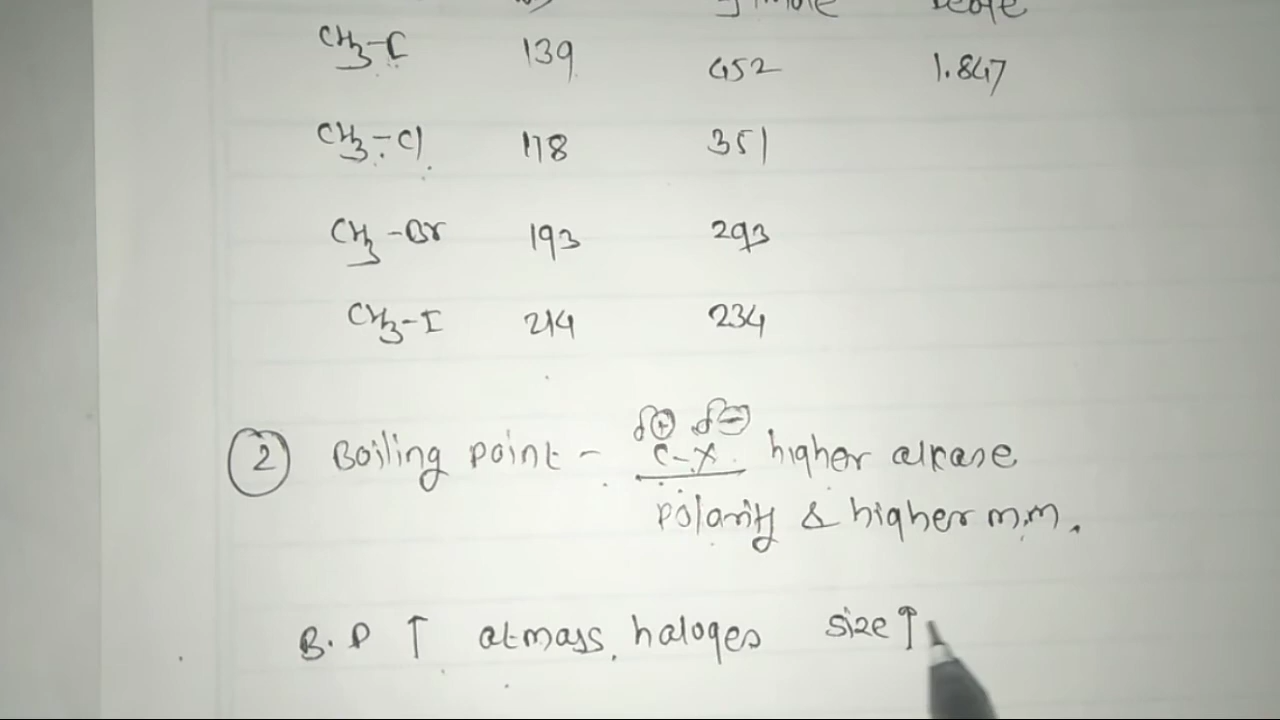 CH3-F 139 452 1.847
CH3-Cl 178 351
CH3-Br 193 293
CH3-I 214 234
② Boiling point - δ⊕ δ⊖
C-X higher alkane
polarity & higher m.m.
B.P ↑ at mass haloges size ↑